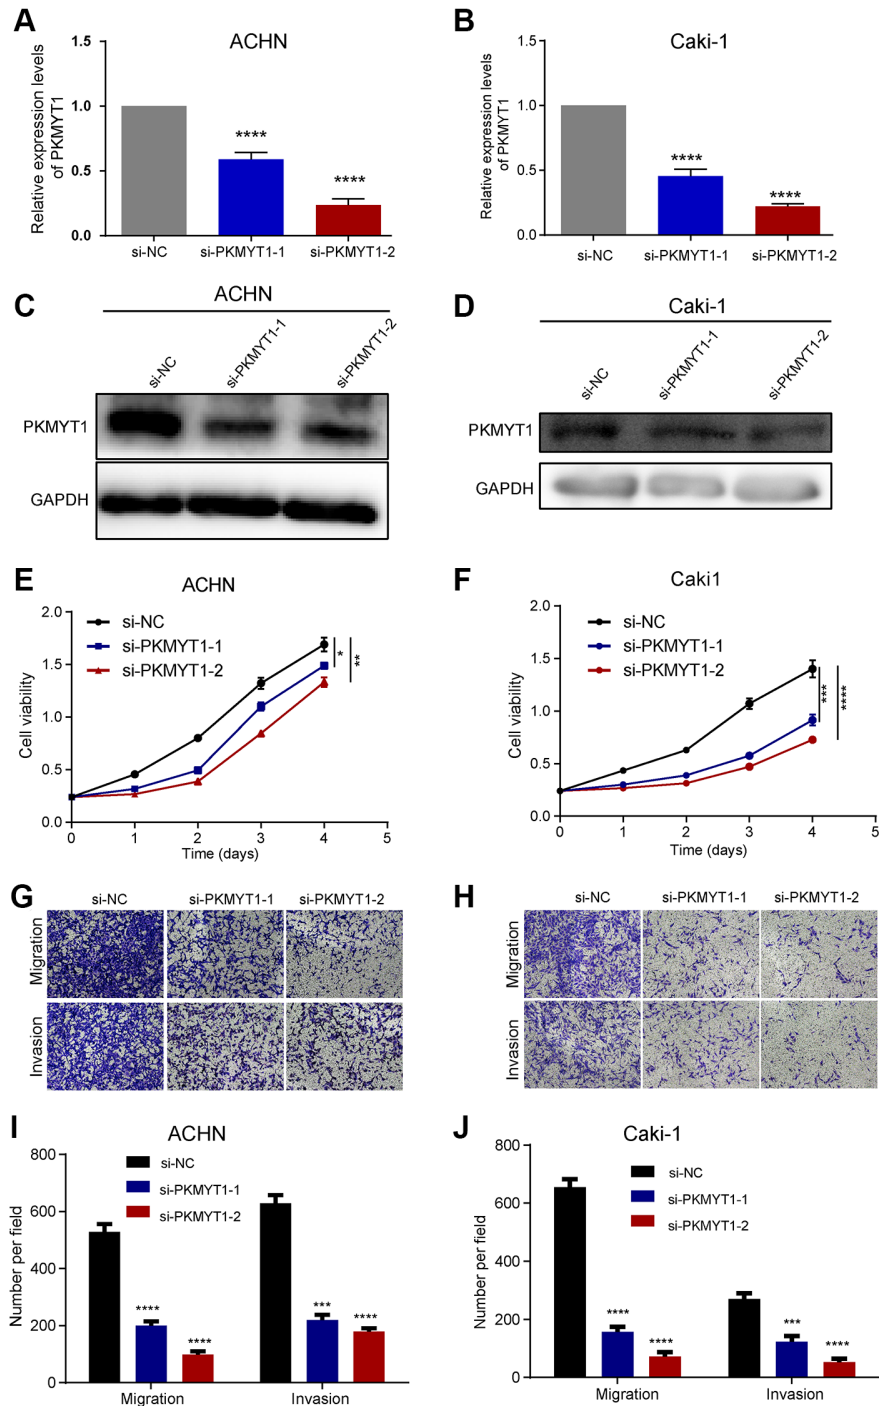 A
ACHN
Relative expression levels
of PKMYT1
1.5
1.0
0.5
0.0
****
****
si-NC si-PKMYT1-1 si-PKMYT1-2
B
Caki-1
Relative expression levels
of PKMYT1
1.5
1.0
0.5
0.0
****
****
si-NC si-PKMYT1-1 si-PKMYT1-2
C
ACHN
si-NC si-PKMYT1-1 si-PKMYT1-2
PKMYT1
GAPDH
D
Caki-1
si-NC si-PKMYT1-1 si-PKMYT1-2
PKMYT1
GAPDH
E
ACHN
Cell viability
2.0
1.5
1.0
0.5
0.0
si-NC
si-PKMYT1-1
si-PKMYT1-2
*
**
0 1 2 3 4 5
Time (days)
F
Caki1
Cell viability
2.0
1.5
1.0
0.5
0.0
si-NC
si-PKMYT1-1
si-PKMYT1-2
***
****
0 1 2 3 4 5
Time (days)
G
si-NC si-PKMYT1-1 si-PKMYT1-2
Migration
Invasion
H
si-NC si-PKMYT1-1 si-PKMYT1-2
Migration
Invasion
I
ACHN
Number per field
800
600
400
200
0
si-NC
si-PKMYT1-1
si-PKMYT1-2
****
****
***
****
Migration Invasion
J
Caki-1
Number per field
800
600
400
200
0
si-NC
si-PKMYT1-1
si-PKMYT1-2
****
****
***
****
Migration Invasion